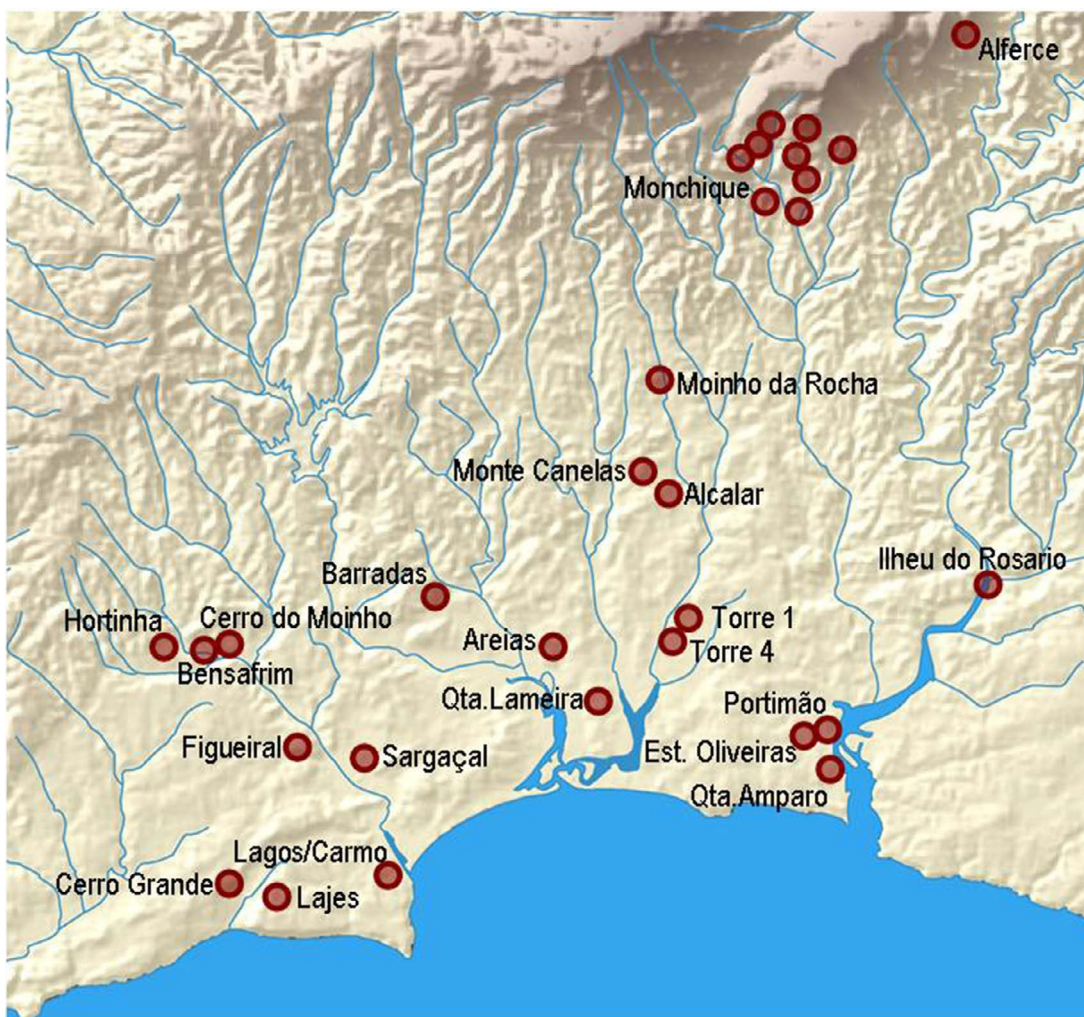 Alferce
Monchique
Moinho da Rocha
Monte Canelas
Alcalar
Ilheu do Rosario
Barradas
Hortinha
Cerro do Moinho
Bensafrim
Areias
Torre 1
Torre 4
Qta.Lameira
Portimão
Est. Oliveiras
Qta.Amparo
Figueiral
Sargaçal
Lagos/Carmo
Cerro Grande
Lajes